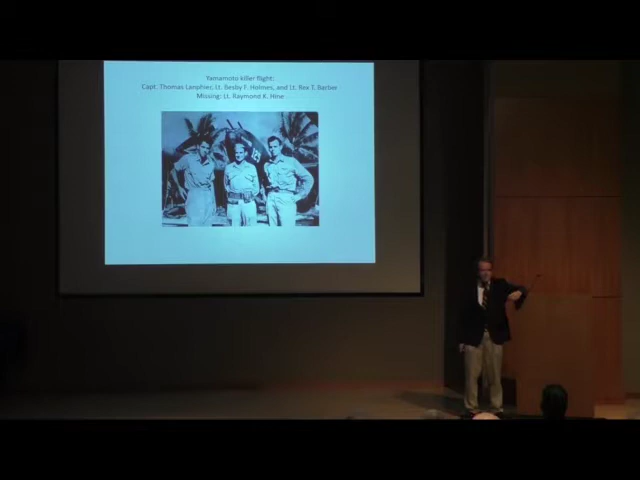 Yamamoto killer flight:
Capt. Thomas Lanphier, Lt. Besby F. Holmes, and Lt. Rex T. Barber
Missing: Lt. Raymond K. Hine